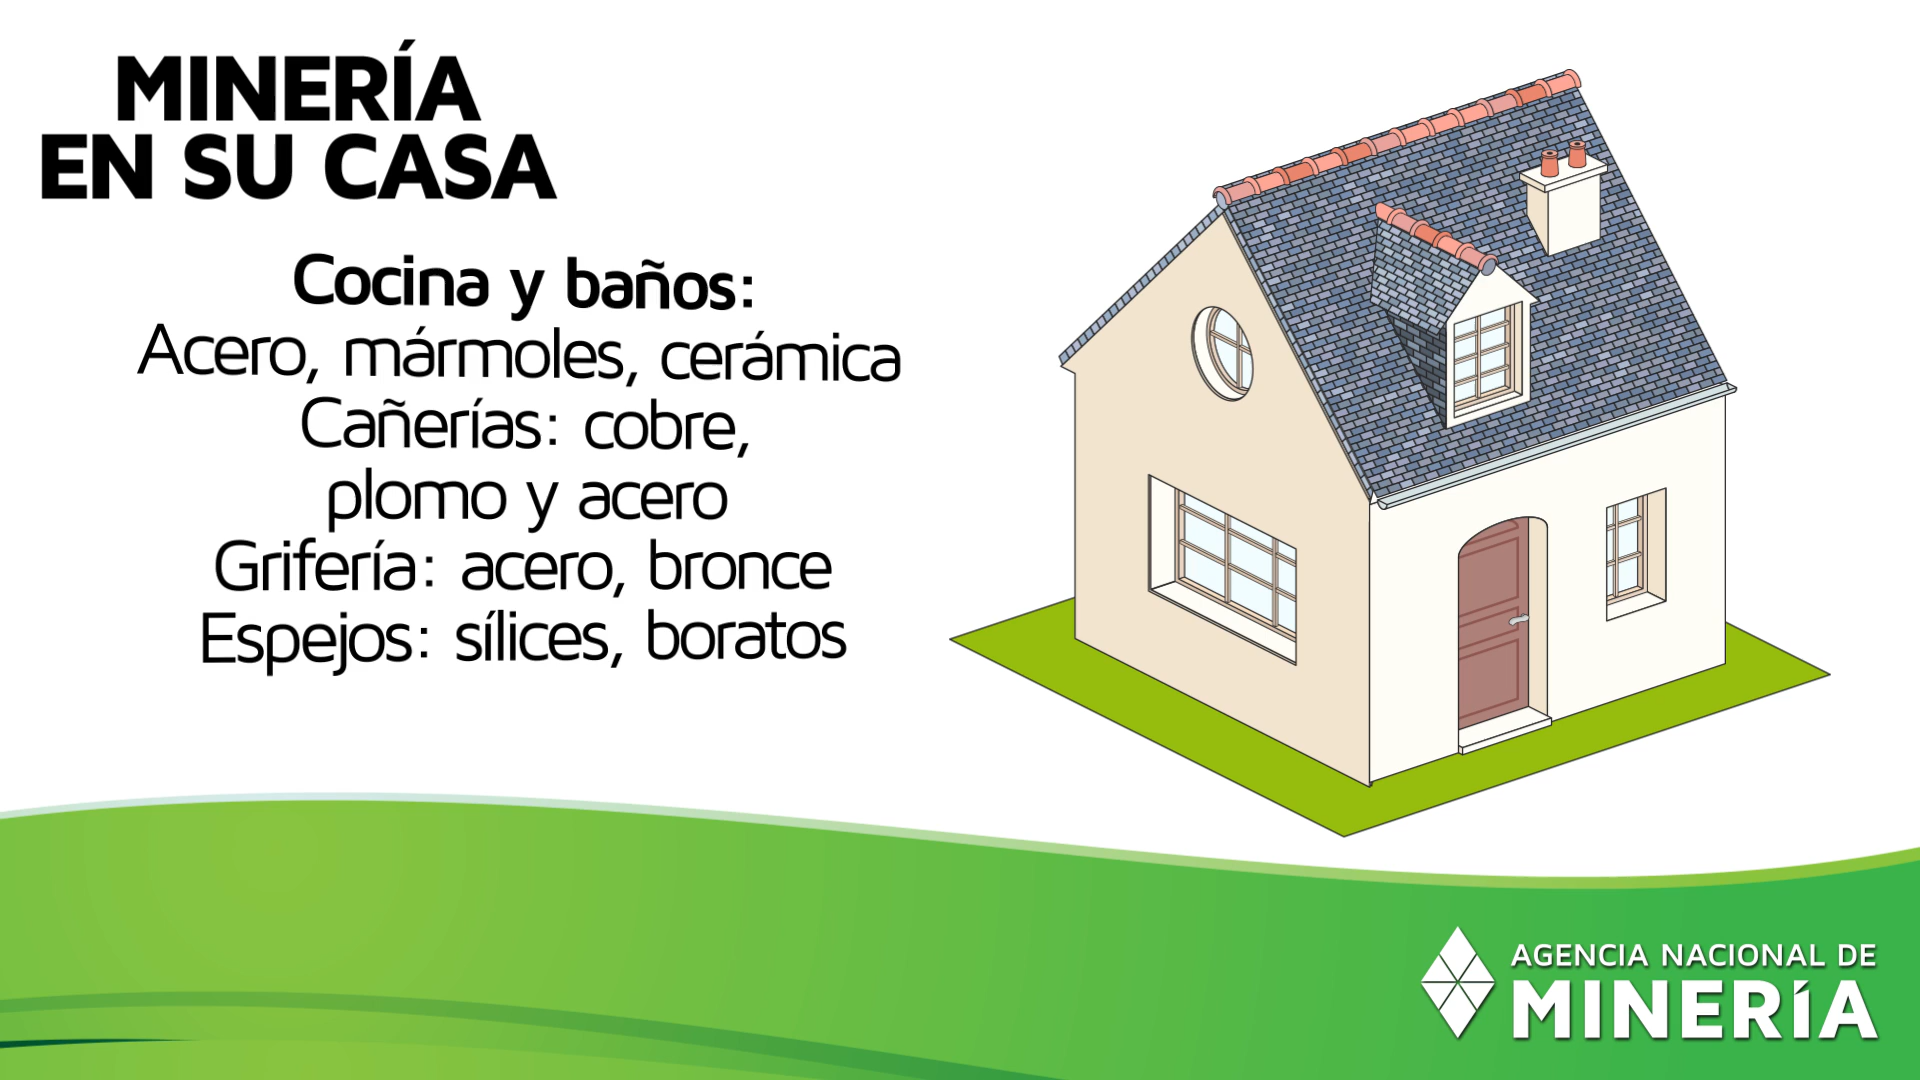 MINERÍA
EN SU CASA
Cocina y baños:
Acero, mármoles, cerámica
Cañerías: cobre,
plomo y acero
Grifería: acero, bronce
Espejos: sílices, boratos
AGENCIA NACIONAL DE
MINERÍA